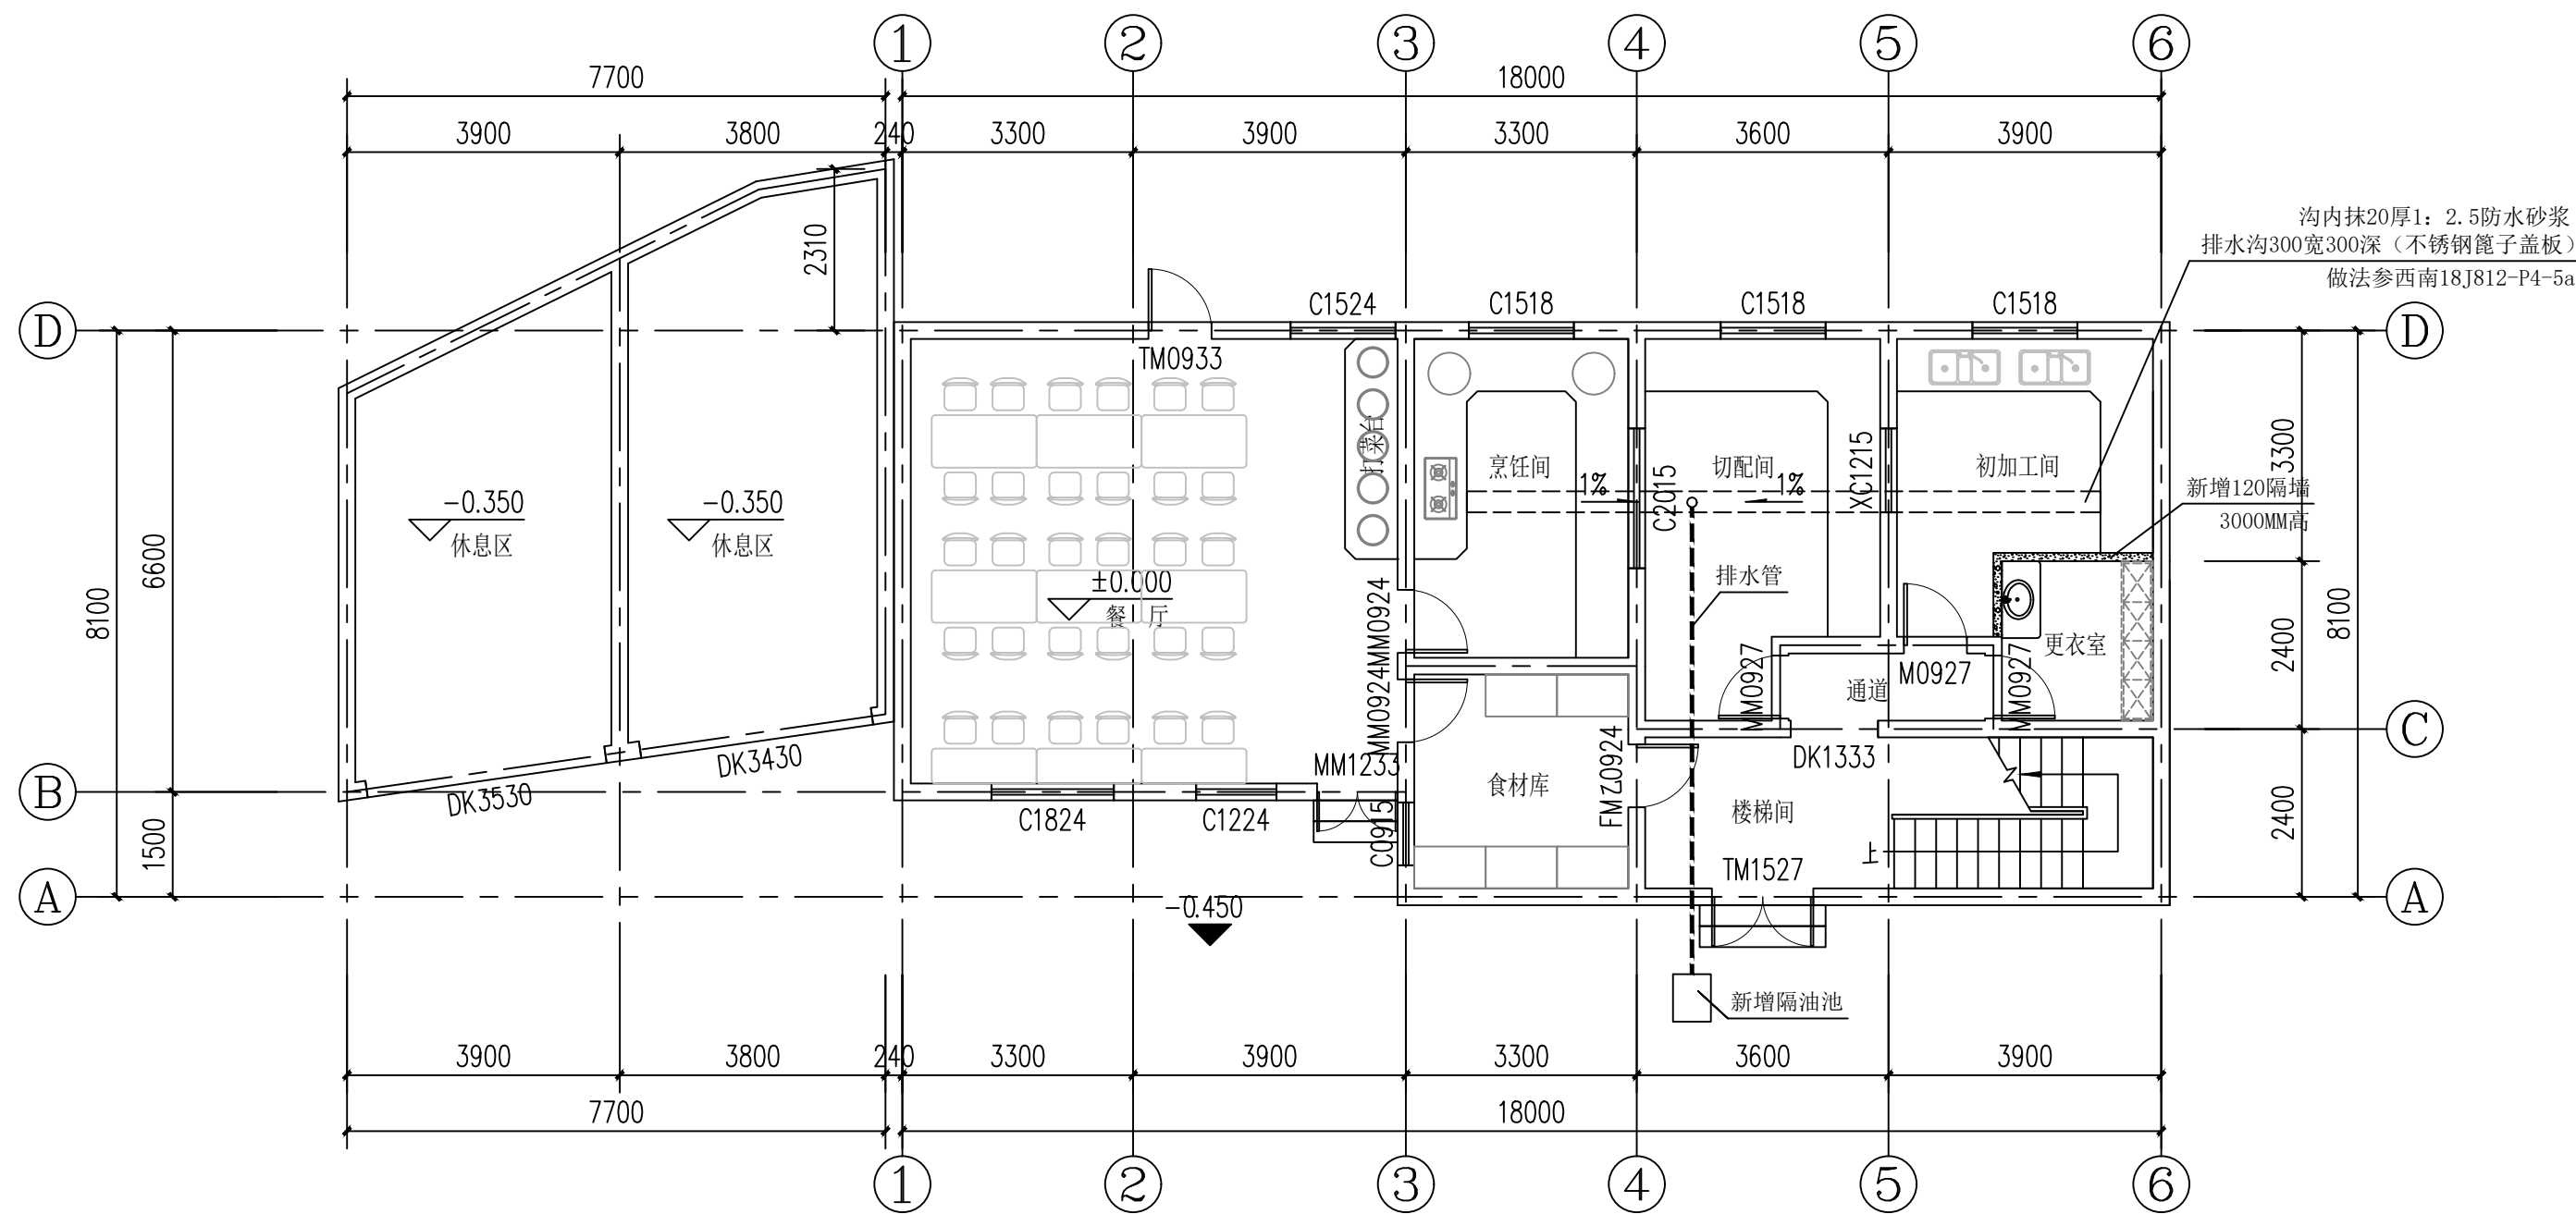 1
2
3
4
5
6
7700
18000
3900
3800
240
3300
3900
3300
3600
3900
2310
沟内抹20厚1：2.5防水砂浆
排水沟300宽300深（不锈钢篦子盖板）
做法参西南18J812-P4-5a
D
C1524
C1518
C1518
C1518
D
TM0933
打菜台
烹饪间
1%
C2015
切配间
1%
XC1215
初加工间
3300
新增120隔墙
3000MM高
-0.350
休息区
-0.350
休息区
6600
8100
±0.000
餐 厅
MM0924
MM0924
排水管
MM0927
通道
M0927
MM0927
更衣室
2400
8100
C
B
DK3530
DK3430
MM1233
C1824
C1224
C0915
食材库
FM乙0924
DK1333
楼梯间
上
TM1527
2400
1500
A
-0.450
A
新增隔油池
3900
3800
240
3300
3900
3300
3600
3900
7700
18000
1
2
3
4
5
6